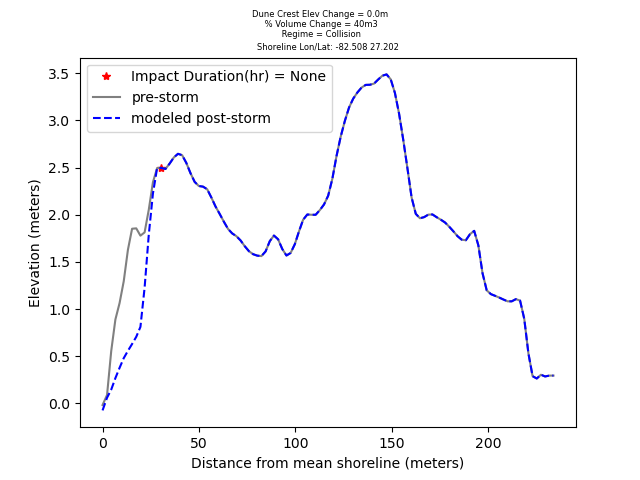 Dune Crest Elev Change = 0.0m
% Volume Change = 40m3
Regime = Collision
Shoreline Lon/Lat: -82.508 27.202
Impact Duration(hr) = None
pre-storm
modeled post-storm
3.5
3.0
2.5
2.0
1.5
1.0
0.5
0.0
Elevation (meters)
0 50 100 150 200
Distance from mean shoreline (meters)